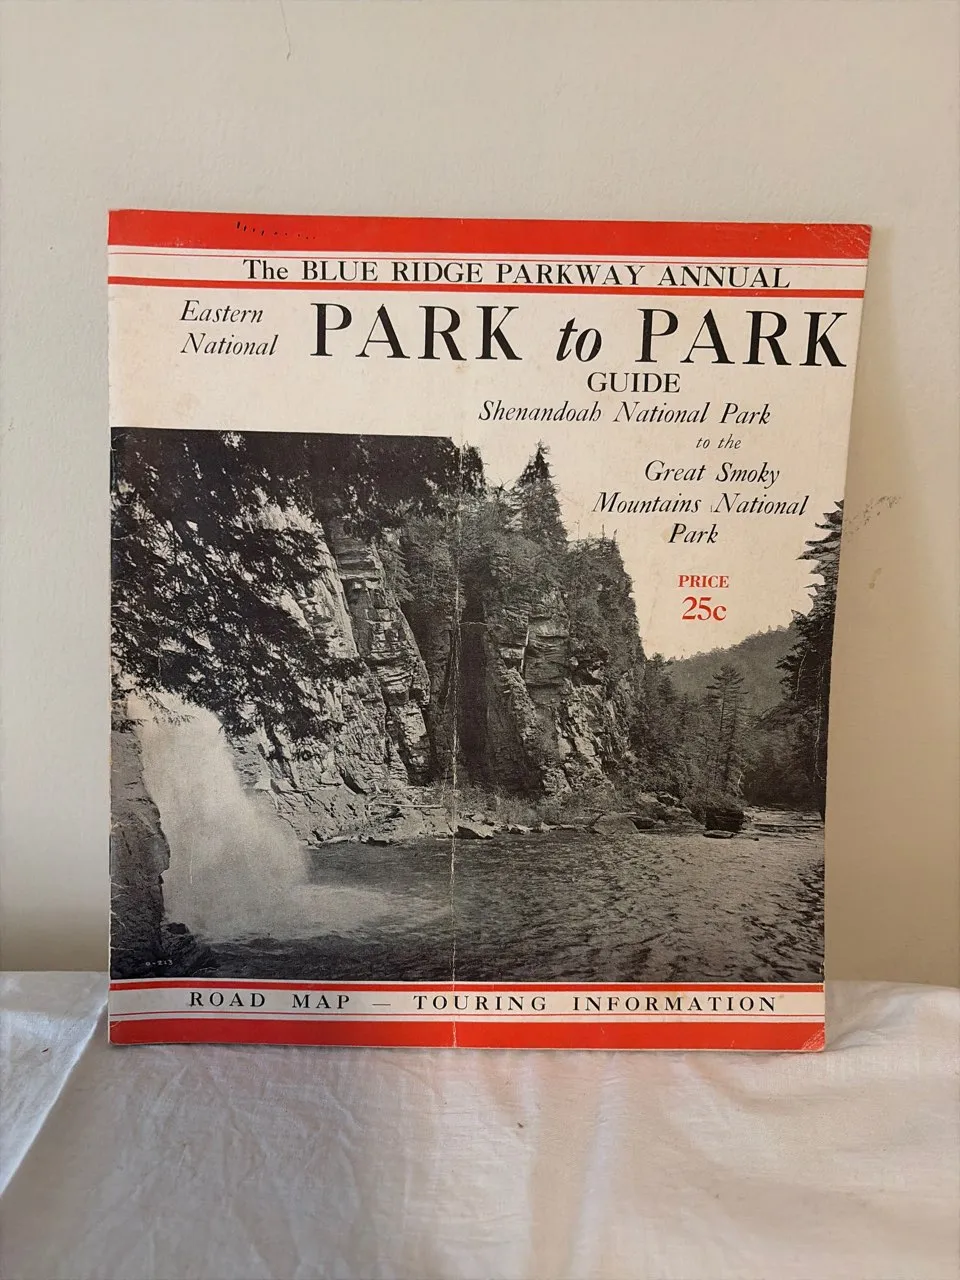 The BLUE RIDGE PARKWAY ANNUAL
Eastern
National
PARK to PARK
GUIDE
Shenandoah National Park
to the
Great Smoky
Mountains National
Park
PRICE
25c
ROAD MAP — TOURING INFORMATION